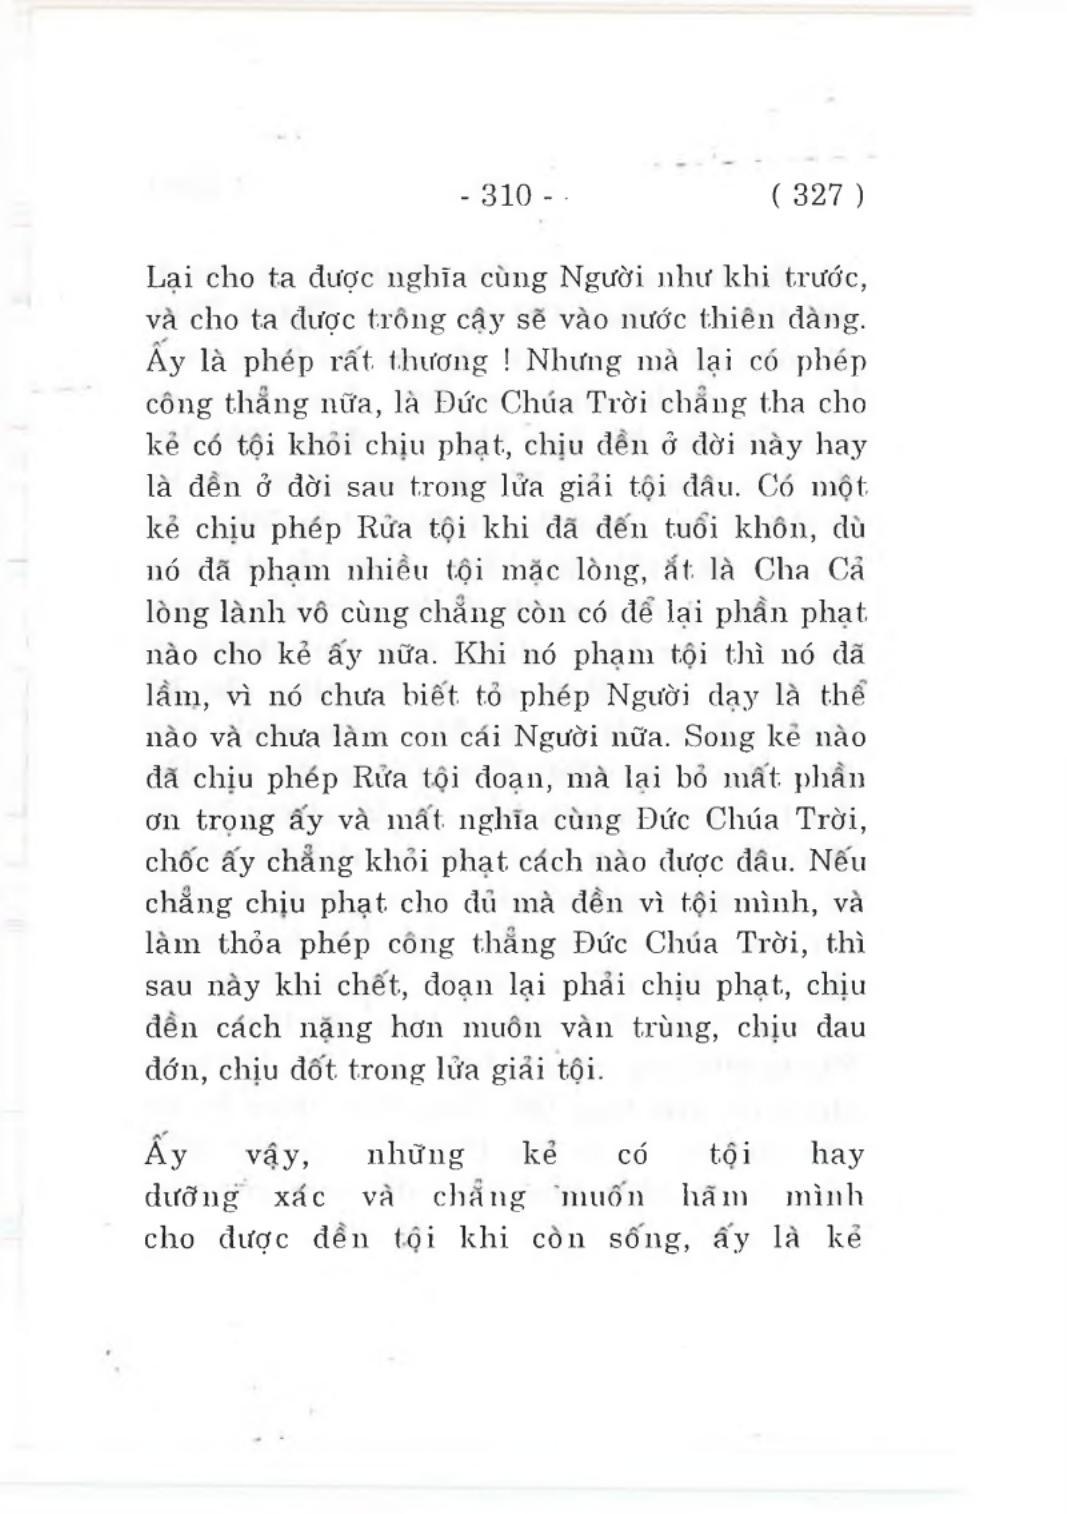 - 310 -
( 327 )
Lại cho ta được nghĩa cùng Người như khi trước,
và cho ta được trông cậy sẽ vào nước thiên đàng.
Ấy là phép rất thương ! Nhưng mà lại có phép
công thẳng nữa, là Đức Chúa Trời chẳng tha cho
kẻ có tội khỏi chịu phạt, chịu đền ở đời này hay
là đền ở đời sau trong lửa giải tội đâu. Có một
kẻ chịu phép Rửa tội khi đã đến tuổi khôn, dù
nó đã phạm nhiều tội mặc lòng, ắt là Cha Cả
lòng lành vô cùng chẳng còn có để lại phần phạt
nào cho kẻ ấy nữa. Khi nó phạm tội thì nó đã
lầm, vì nó chưa biết tỏ phép Người dạy là thể
nào và chưa làm con cái Người nữa. Song kẻ nào
đã chịu phép Rửa tội đoạn, mà lại bỏ mất phần
ơn trọng ấy và mất nghĩa cùng Đức Chúa Trời,
chốc ấy chẳng khỏi phạt cách nào được đâu. Nếu
chẳng chịu phạt cho đủ mà đền vì tội mình, và
làm thỏa phép công thẳng Đức Chúa Trời, thì
sau này khi chết, đoạn lại phải chịu phạt, chịu
đền cách nặng hơn muôn vàn trùng, chịu đau
đớn, chịu đốt trong lửa giải tội.
Ấy vậy, những kẻ có tội hay
dưỡng xác và chẳng muốn hãm mình
cho được đền tội khi còn sống, ấy là kẻ